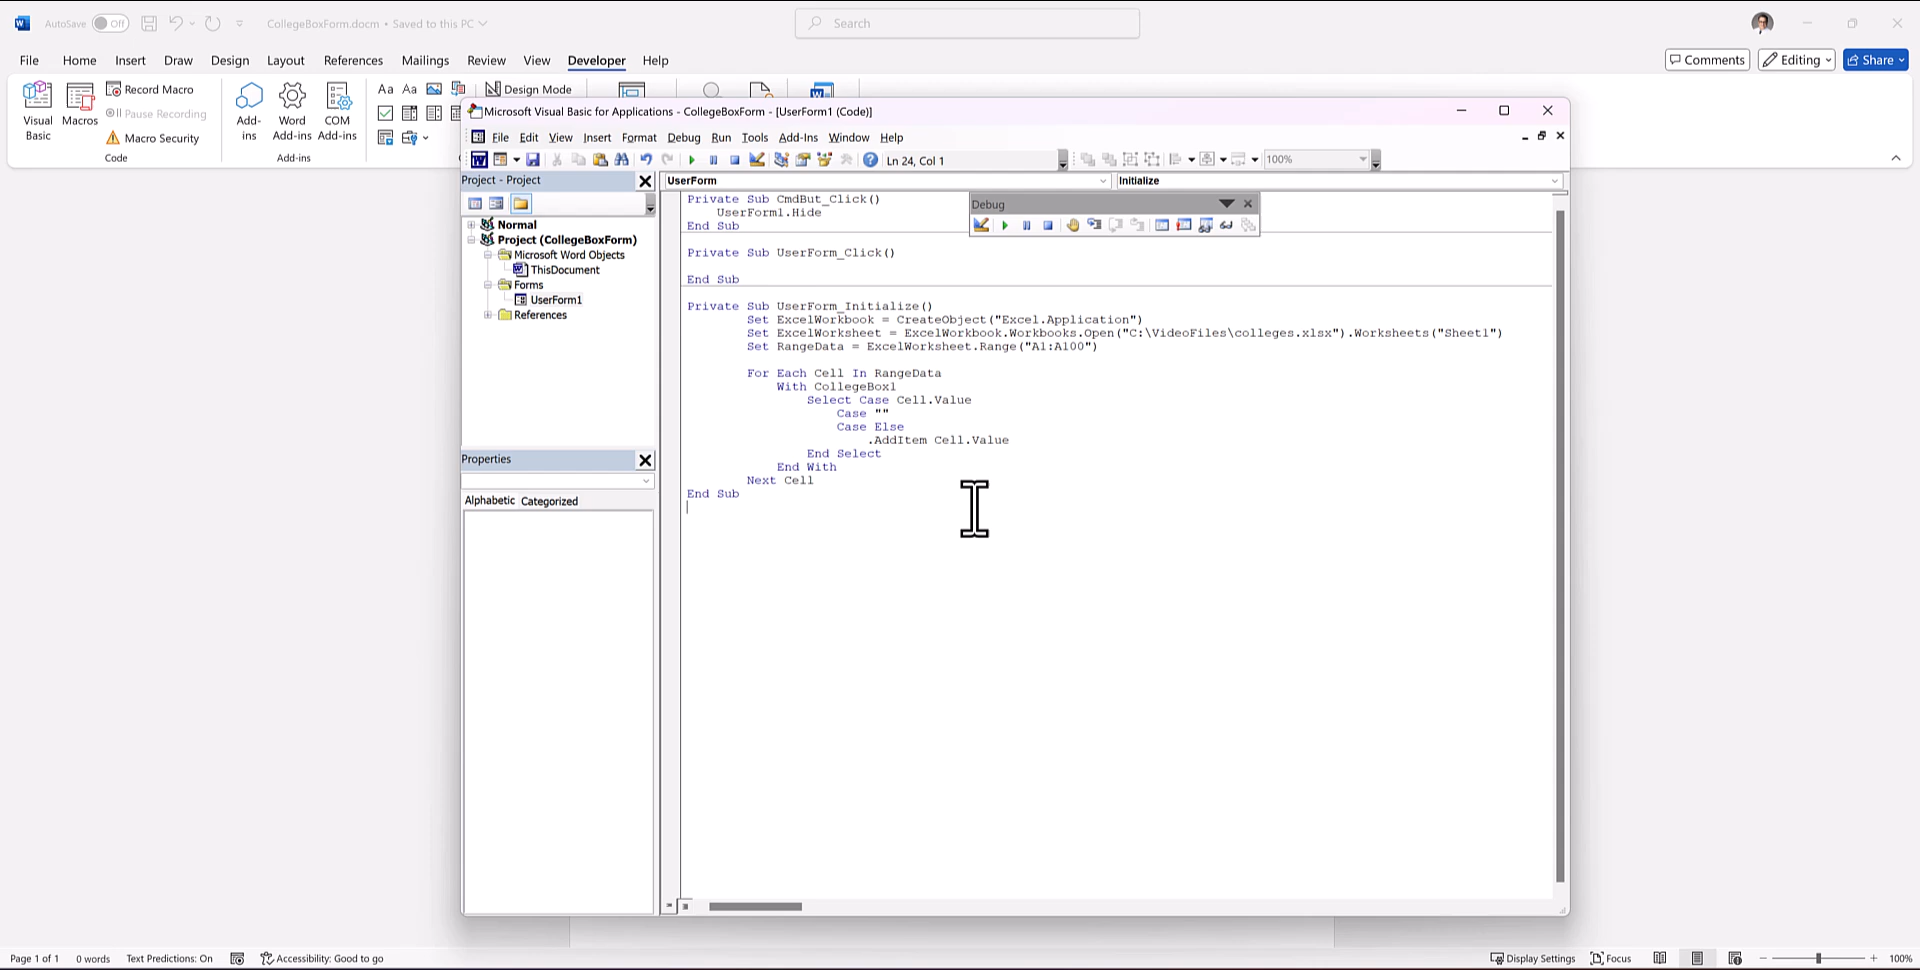 AutoSave Off CollegeBoxForm.docm • Saved to this PC Search
File Home Insert Draw Design Layout References Mailings Review View Developer Help Comments Editing Share
Visual Basic
Macros
Record Macro
Pause Recording
Macro Security
Code
Add-ins
Word Add-ins
COM Add-ins
Add-ins
Aa Aa
Design Mode
Microsoft Visual Basic for Applications - CollegeBoxForm - [UserForm1 (Code)]
File Edit View Insert Format Debug Run Tools Add-Ins Window Help
Ln 24, Col 1 100%
Project - Project
Normal
Project (CollegeBoxForm)
Microsoft Word Objects
ThisDocument
Forms
UserForm1
References
Properties
Alphabetic Categorized
UserForm Initialize
Debug
Private Sub CmdBut_Click()
UserForm1.Hide
End Sub
Private Sub UserForm_Click()
End Sub
Private Sub UserForm_Initialize()
Set ExcelWorkbook = CreateObject("Excel.Application")
Set ExcelWorksheet = ExcelWorkbook.Workbooks.Open("C:\VideoFiles\colleges.xlsx").Worksheets("Sheet1")
Set RangeData = ExcelWorksheet.Range("A1:A100")
For Each Cell In RangeData
With CollegeBox1
Select Case Cell.Value
Case ""
Case Else
.AddItem Cell.Value
End Select
End With
Next Cell
End Sub
Page 1 of 1 0 words Text Predictions: On Accessibility: Good to go Display Settings Focus 100%